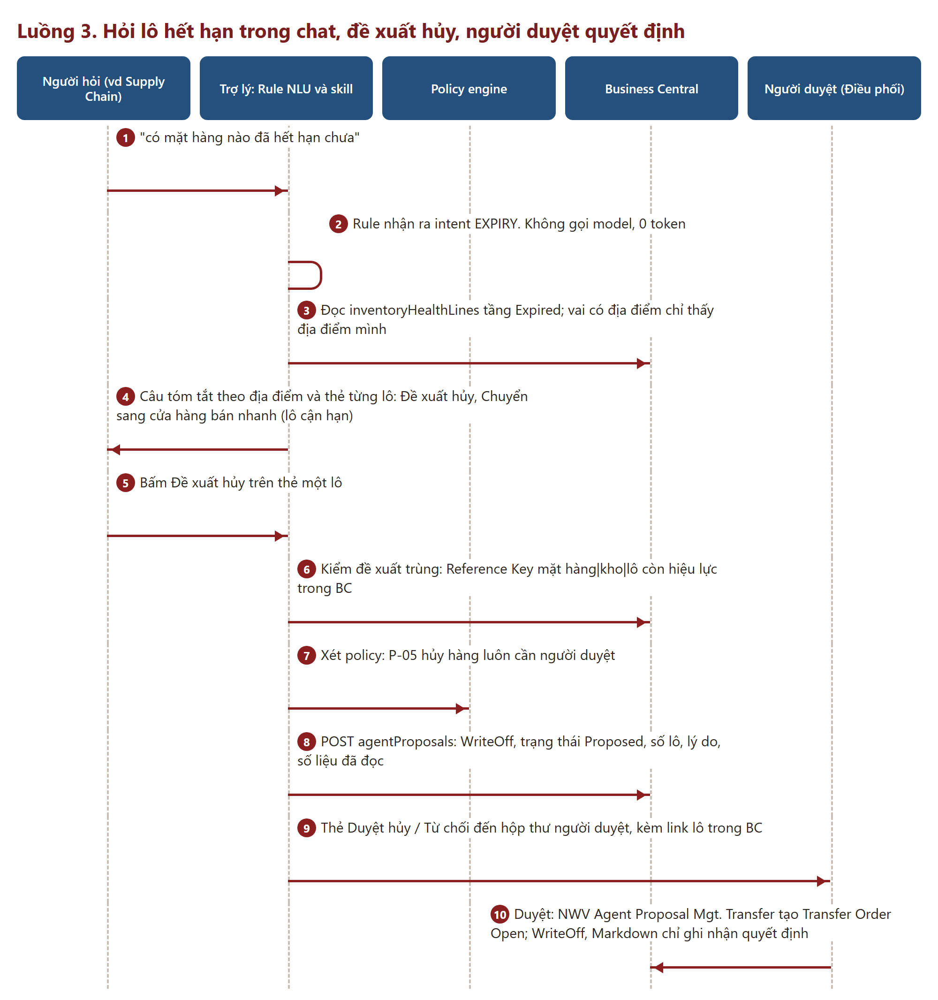 Luồng 3. Hỏi lô hết hạn trong chat, đề xuất hủy, người duyệt quyết định
Người hỏi (vd Supply
Chain)
Trợ lý: Rule NLU và skill
Policy engine
Business Central
Người duyệt (Điều phối)
1 "có mặt hàng nào đã hết hạn chưa"
2 Rule nhận ra intent EXPIRY. Không gọi model, 0 token
3 Đọc inventoryHealthLines tầng Expired; vai có địa điểm chỉ thấy
địa điểm mình
4 Câu tóm tắt theo địa điểm và thẻ từng lô: Đề xuất hủy, Chuyển
sang cửa hàng bán nhanh (lô cận hạn)
5 Bấm Đề xuất hủy trên thẻ một lô
6 Kiểm đề xuất trùng: Reference Key mặt hàng|kho|lô còn hiệu lực
trong BC
7 Xét policy: P-05 hủy hàng luôn cần người duyệt
8 POST agentProposals: WriteOff, trạng thái Proposed, số lô, lý do,
số liệu đã đọc
9 Thẻ Duyệt hủy / Từ chối đến hộp thư người duyệt, kèm link lô trong BC
10 Duyệt: NWV Agent Proposal Mgt. Transfer tạo Transfer Order
Open; WriteOff, Markdown chỉ ghi nhận quyết định